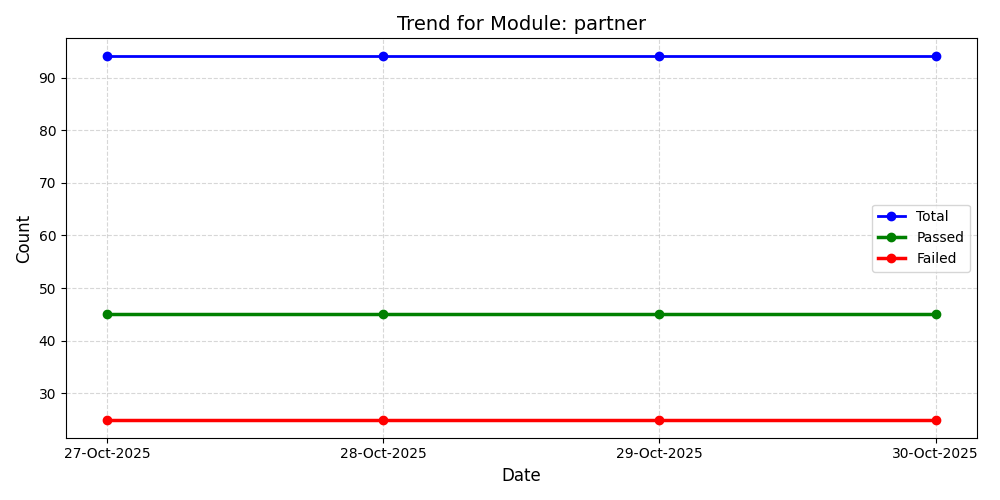 Trend for Module: partner
Count
90
80
70
60
50
40
30
Total
Passed
Failed
27-Oct-2025
28-Oct-2025
29-Oct-2025
30-Oct-2025
Date